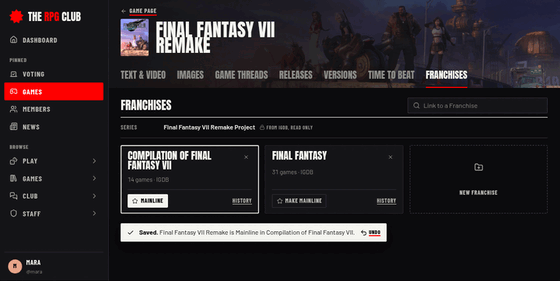 THE RPG CLUB
GAME PAGE
FINAL FANTASY VII
REMAKE
DASHBOARD
PINNED
VOTING
GAMES
MEMBERS
NEWS
BROWSE
PLAY
GAMES
CLUB
STAFF
MARA
@mara
TEXT & VIDEO IMAGES GAME THREADS RELEASES VERSIONS TIME TO BEAT FRANCHISES
FRANCHISES
Link to a Franchise
SERIES Final Fantasy VII Remake Project FROM IGDB, READ ONLY
COMPILATION OF FINAL
FANTASY VII
14 games · IGDB
MAINLINE HISTORY
FINAL FANTASY
31 games · IGDB
MAKE MAINLINE HISTORY
NEW FRANCHISE
Saved. Final Fantasy VII Remake is Mainline in Compilation of Final Fantasy VII. UNDO